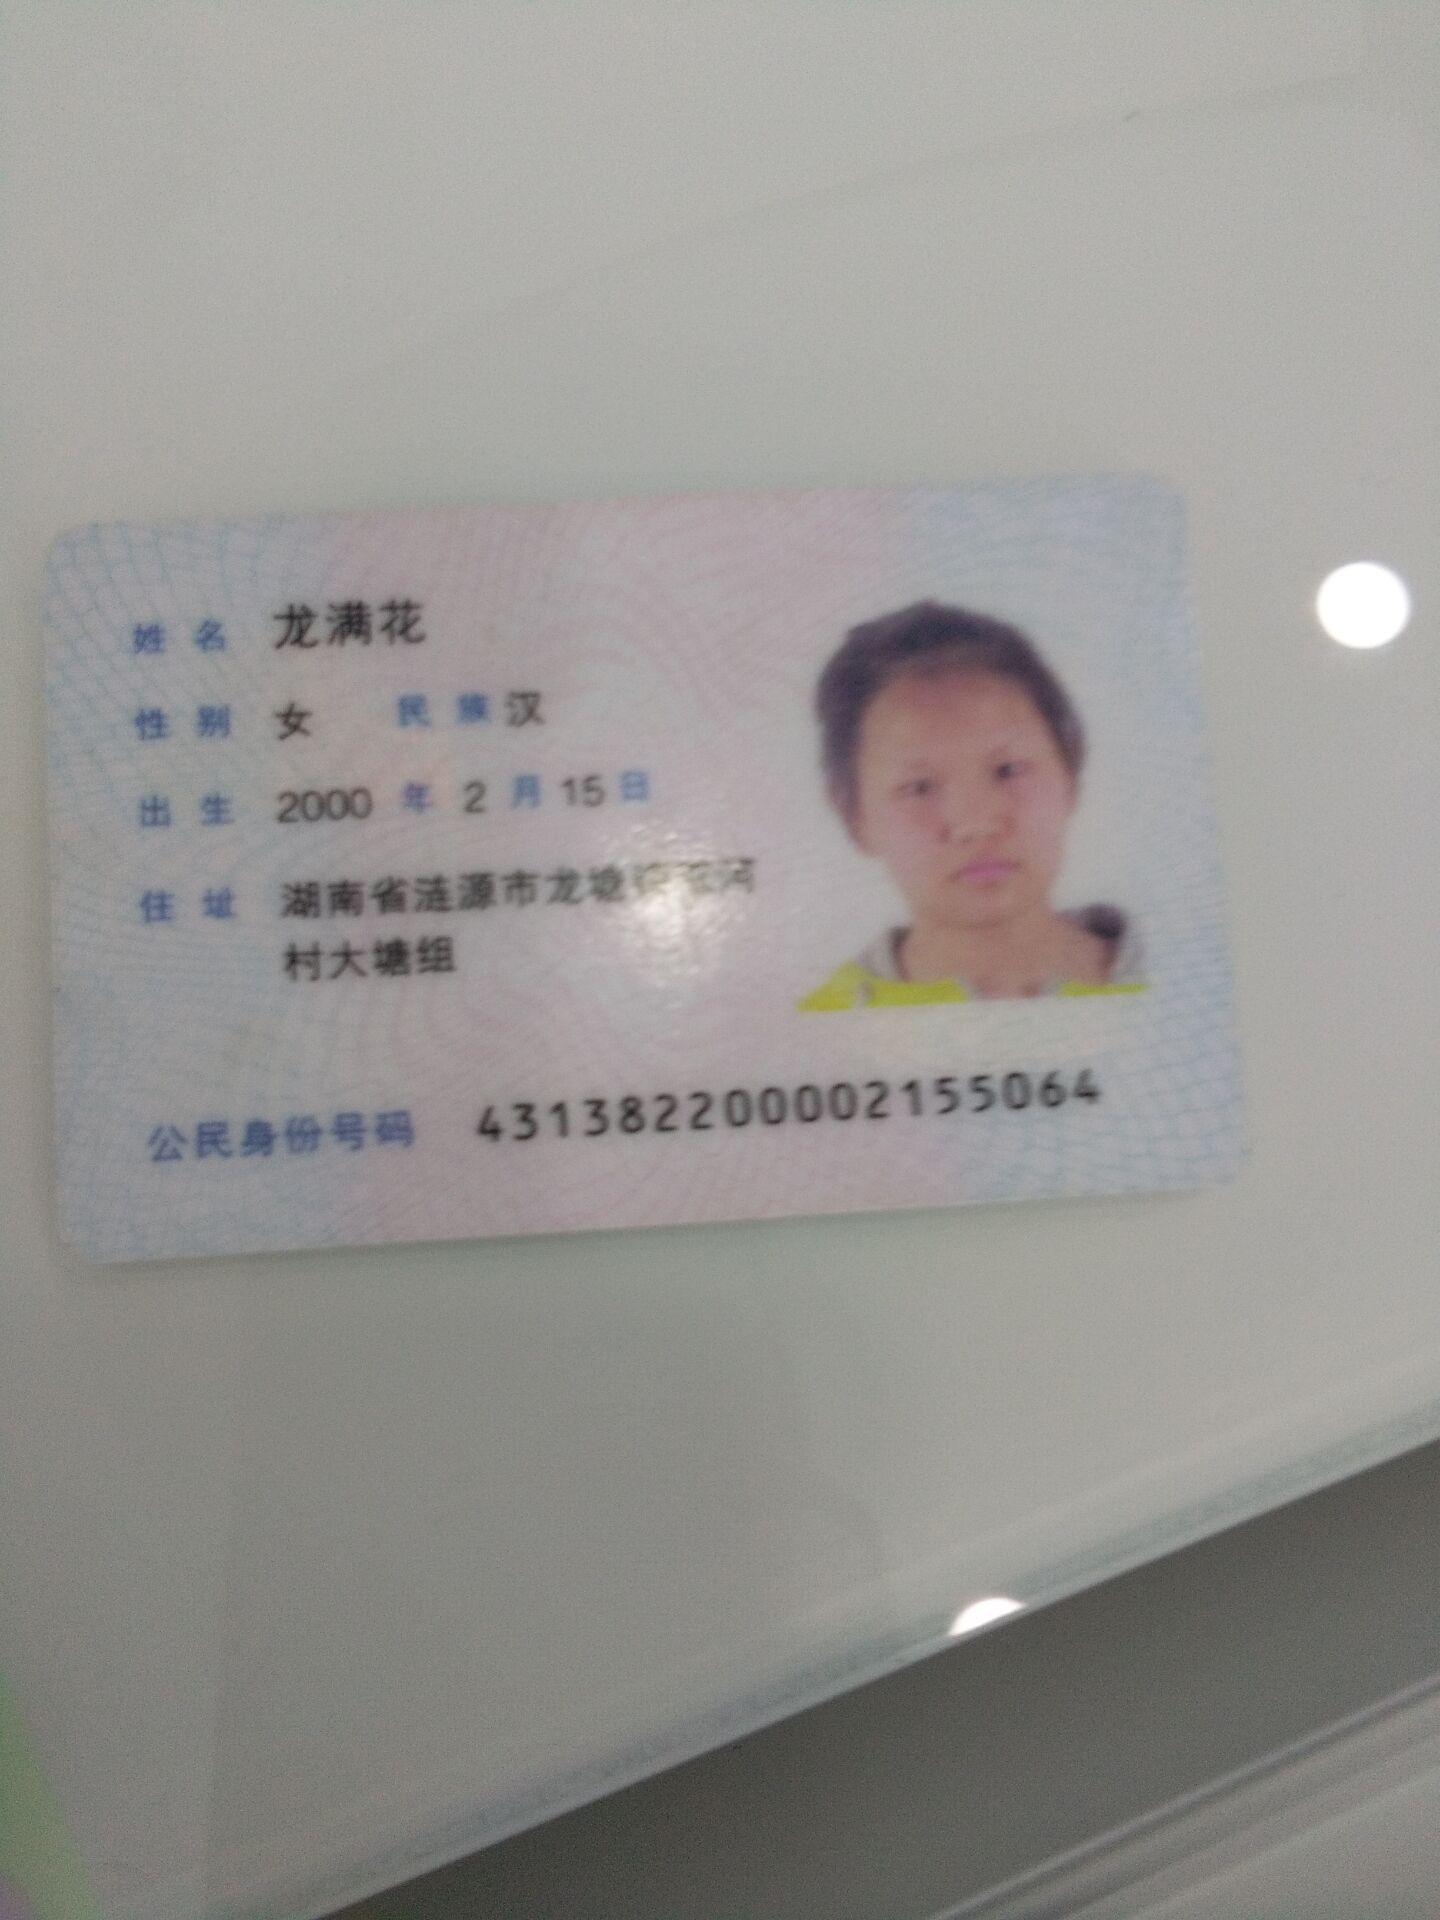 姓名 龙满花
性别 女 民族 汉
出生 2000 年 2 月 15 日
住址 湖南省涟源市龙塘
村大塘组
公民身份号码 431382200002155064